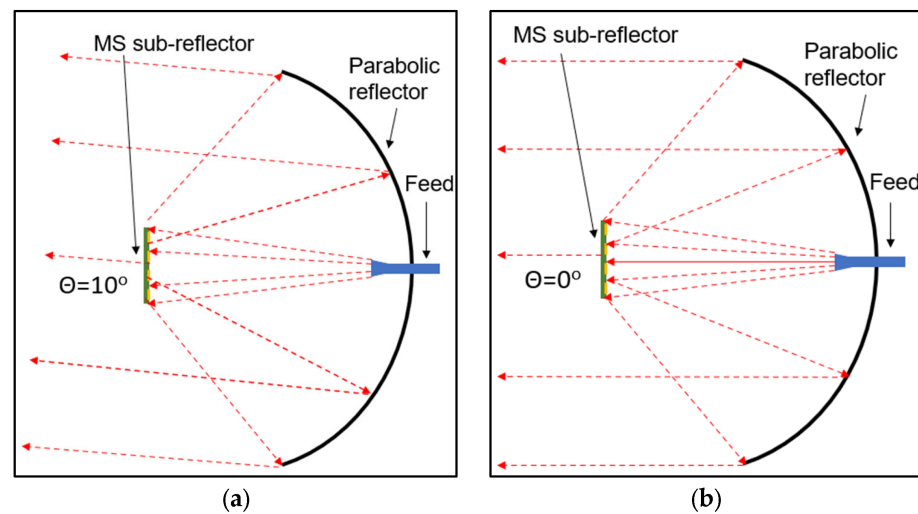 MS sub-reflector
Parabolic
reflector
Feed
Θ=10°
(a)
MS sub-reflector
Parabolic
reflector
Feed
Θ=0°
(b)